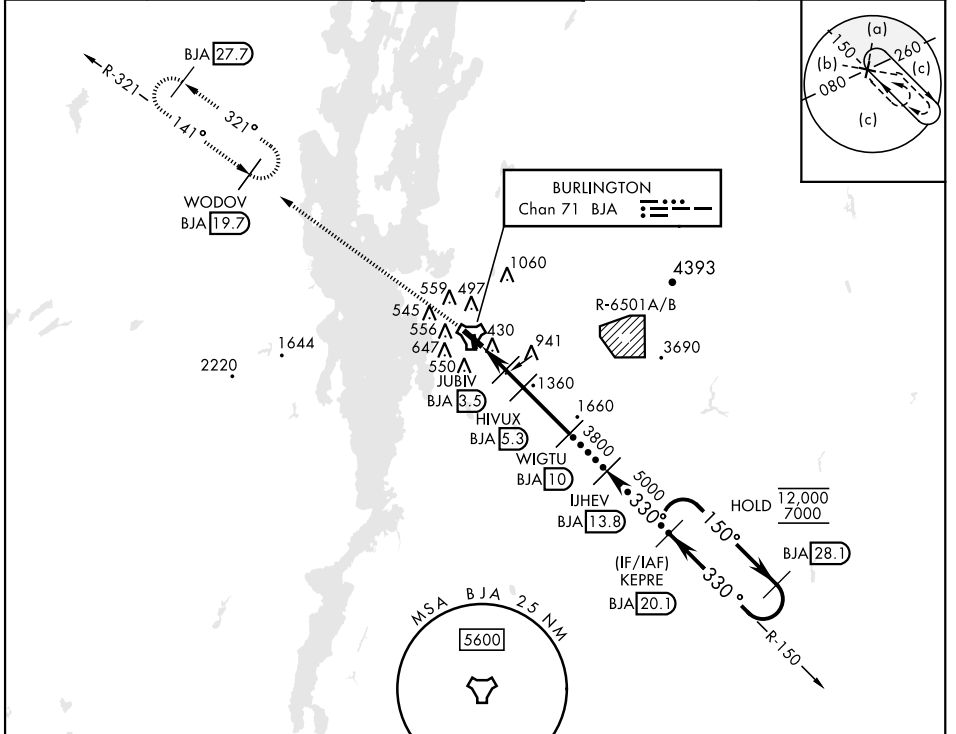 BJA 27.7
R-321
321°
141°
WODOV
BJA 19.7
(a)
150
260
(b)
(c)
080
(c)
BURLINGTON
Chan 71 BJA
1060
4393
559
497
545
R-6501A/B
556
430
941
647
3690
1644
550
2220
JUBIV
BJA 3.5
1360
HIVUX
BJA 5.3
1660
WIGTU
BJA 10
3800
IJHEV
BJA 13.8
5000
330°
150°
HOLD 12,000
7000
BJA 28.1
(IF/IAF)
KEPRE
BJA 20.1
330°
R-150
MSA BJA 25 NM
5600